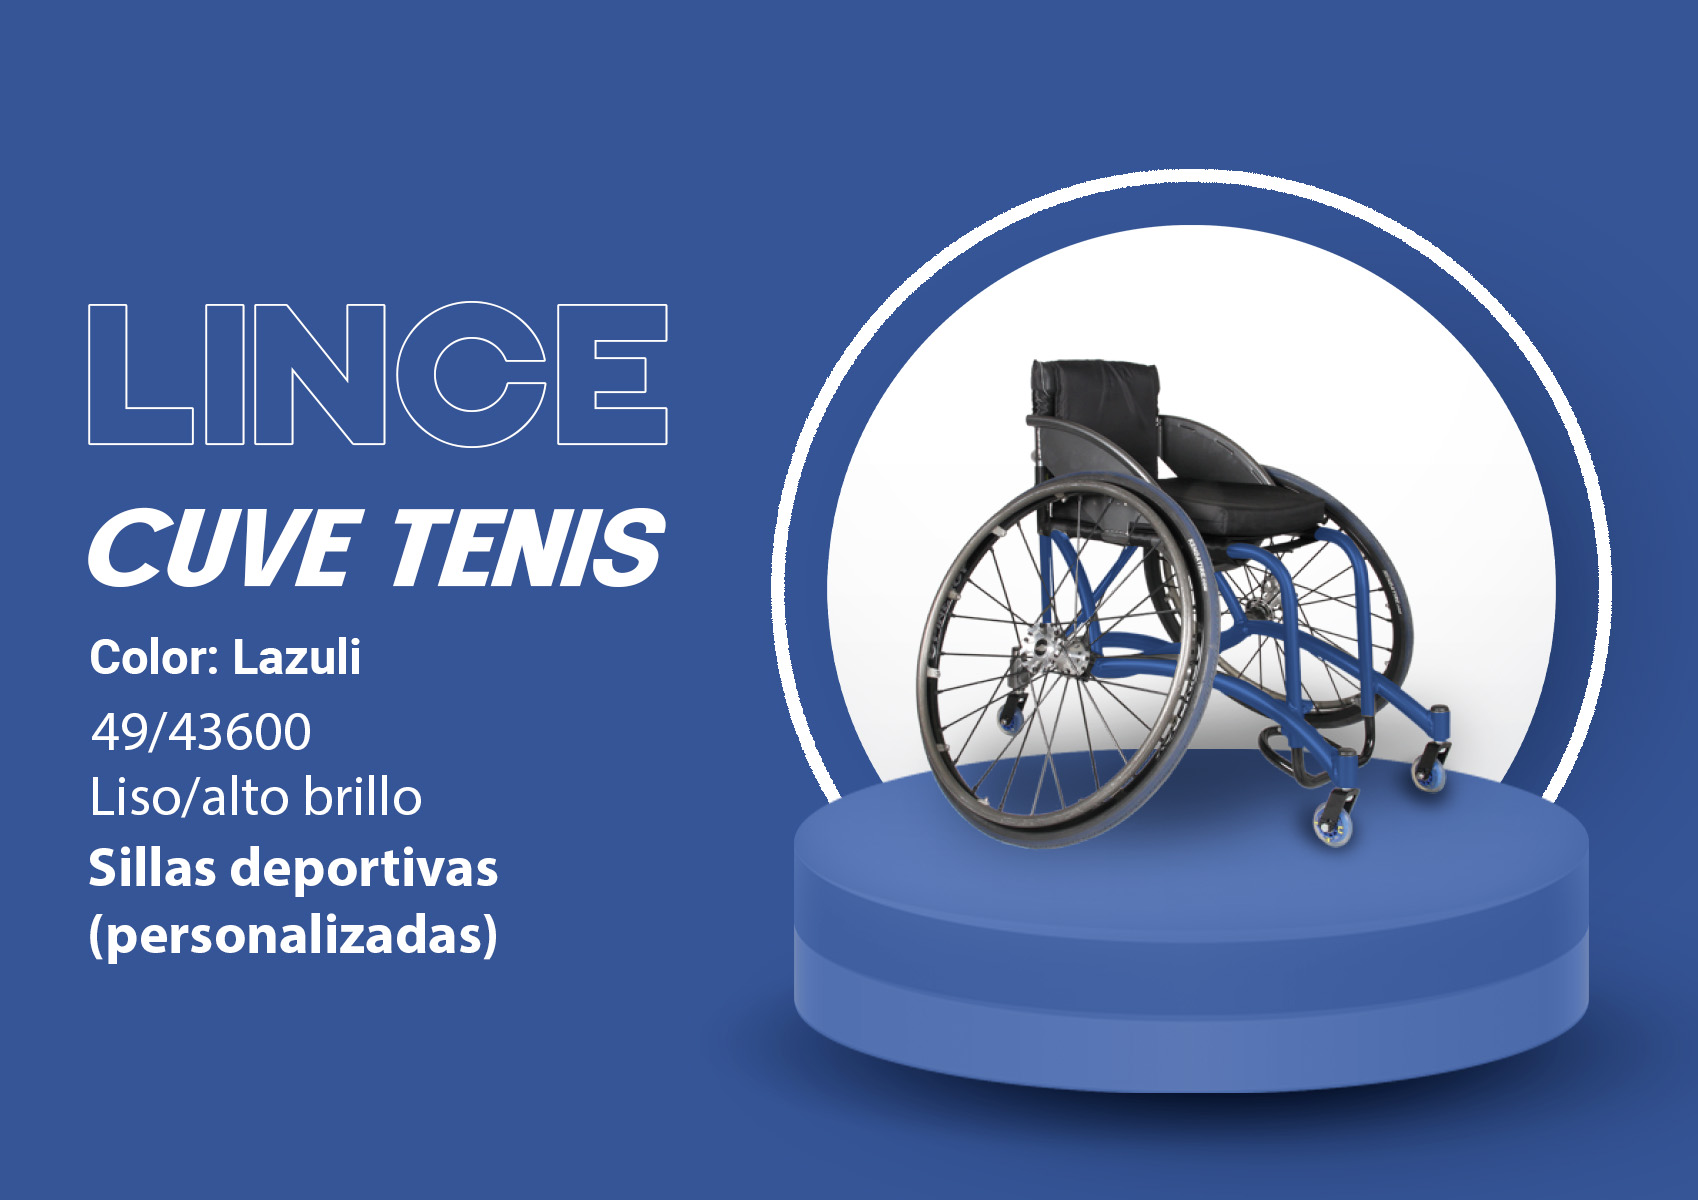 LINCE
CUVE TENIS
Color: Lazuli
49/43600
Liso/alto brillo
Sillas deportivas
(personalizadas)